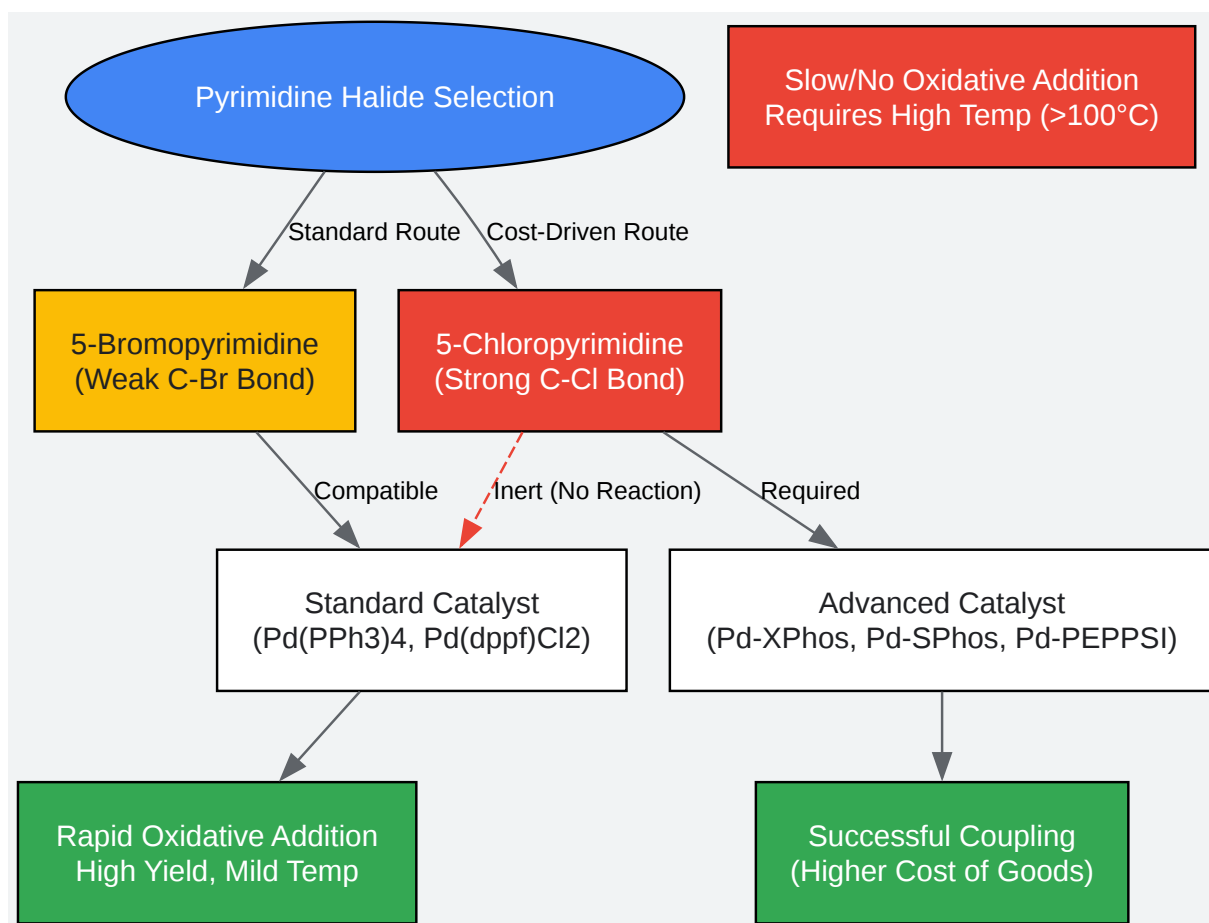 Pyrimidine Halide Selection
Slow/No Oxidative Addition
Requires High Temp (>100°C)
Standard Route
Cost-Driven Route
5-Bromopyrimidine
(Weak C-Br Bond)
5-Chloropyrimidine
(Strong C-Cl Bond)
Compatible
Inert (No Reaction)
Required
Standard Catalyst
(Pd(PPh3)4, Pd(dppf)Cl2)
Advanced Catalyst
(Pd-XPhos, Pd-SPhos, Pd-PEPPSI)
Rapid Oxidative Addition
High Yield, Mild Temp
Successful Coupling
(Higher Cost of Goods)